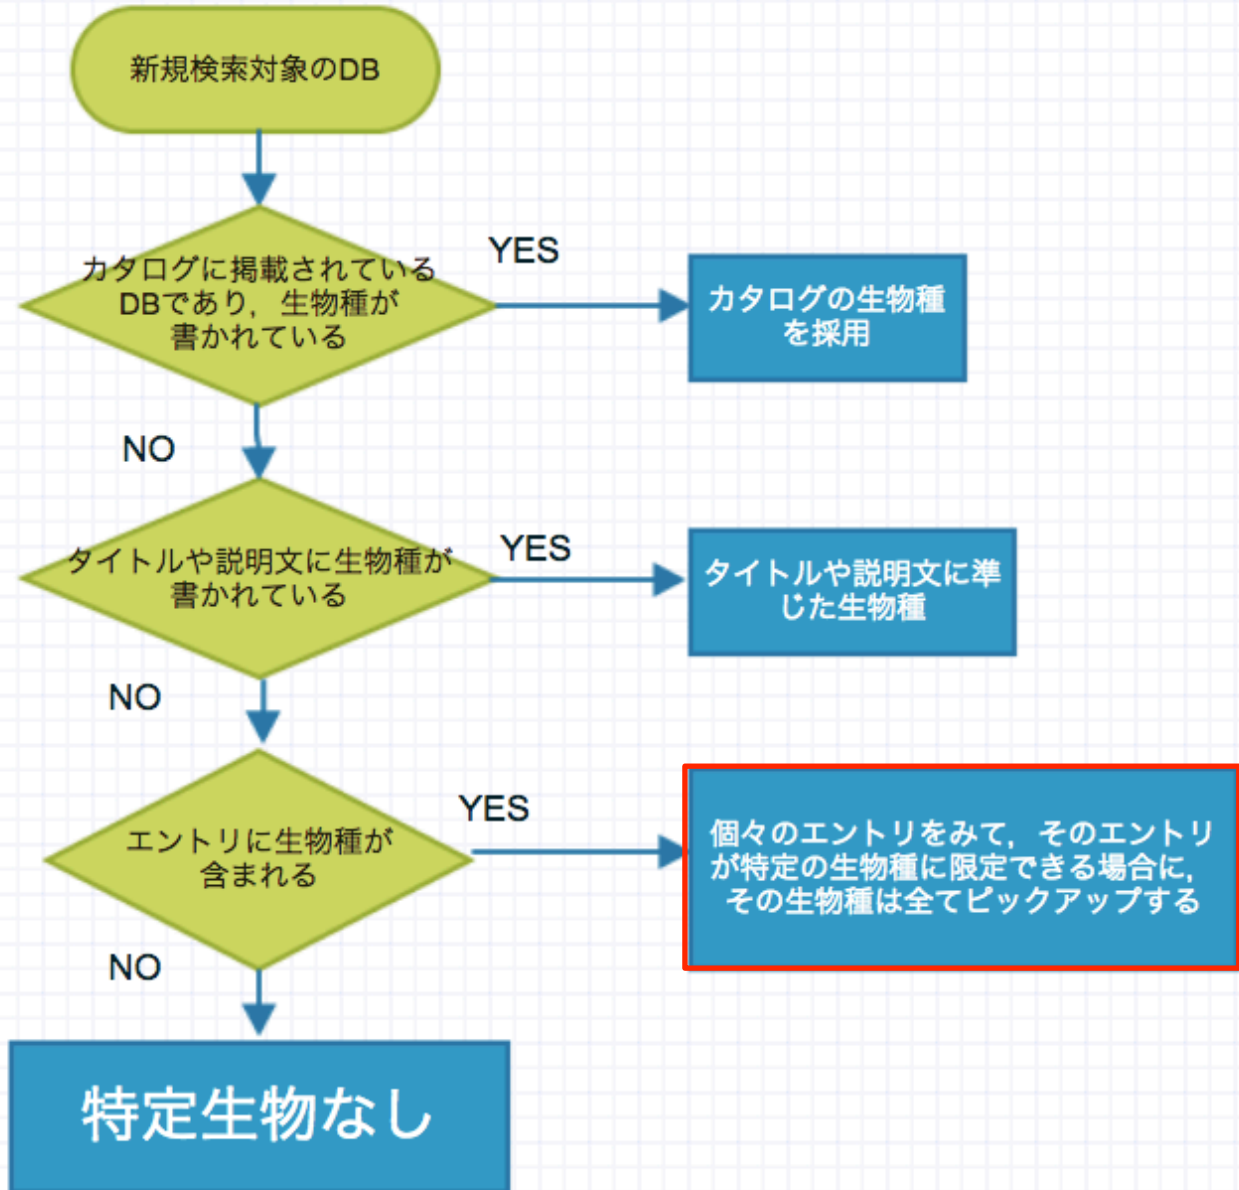 新規検索対象のDB
カタログに掲載されている
DBであり，生物種が
書かれている
YES
カタログの生物種
を採用
NO
タイトルや説明文に生物種が
書かれている
YES
タイトルや説明文に準
じた生物種
NO
エントリに生物種が
含まれる
YES
個々のエントリをみて，そのエントリ
が特定の生物種に限定できる場合に，
その生物種は全てピックアップする
NO
特定生物なし